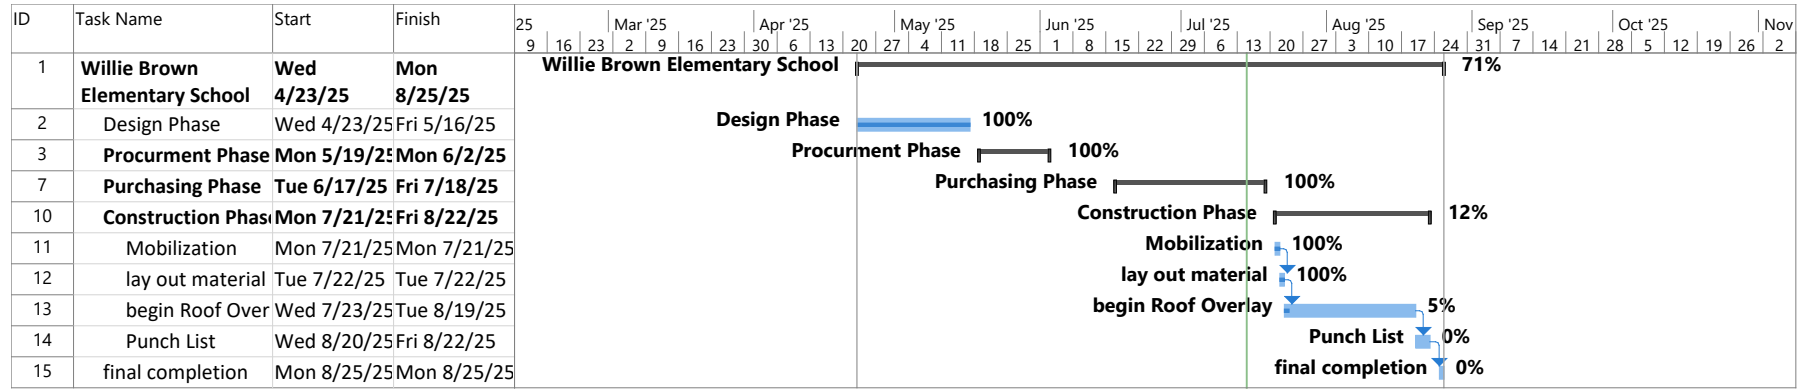 ID Task Name Start Finish
25 Mar '25 Apr '25 May '25 Jun '25 Jul '25 Aug '25 Sep '25 Oct '25 Nov
9 16 23 2 9 16 23 30 6 13 20 27 4 11 18 25 1 8 15 22 29 6 13 20 27 3 10 17 24 31 7 14 21 28 5 12 19 26 2
1 Willie Brown Wed Mon Willie Brown Elementary School 71%
Elementary School 4/23/25 8/25/25
2 Design Phase Wed 4/23/25 Fri 5/16/25 Design Phase 100%
3 Procurment Phase Mon 5/19/25 Mon 6/2/25 Procurment Phase 100%
7 Purchasing Phase Tue 6/17/25 Fri 7/18/25 Purchasing Phase 100%
10 Construction Phase Mon 7/21/25 Fri 8/22/25 Construction Phase 12%
11 Mobilization Mon 7/21/25 Mon 7/21/25 Mobilization 100%
12 lay out material Tue 7/22/25 Tue 7/22/25 lay out material 100%
13 begin Roof Over Wed 7/23/25 Tue 8/19/25 begin Roof Overlay 5%
14 Punch List Wed 8/20/25 Fri 8/22/25 Punch List 0%
15 final completion Mon 8/25/25 Mon 8/25/25 final completion 0%